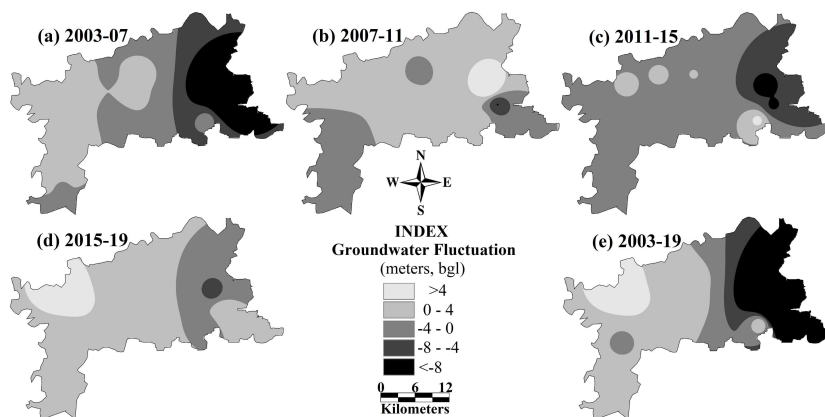 (a) 2003-07
(b) 2007-11
(c) 2011-15
N
W E
S
(d) 2015-19
(e) 2003-19
INDEX
Groundwater Fluctuation
(meters, bgl)
>4
0 - 4
-4 - 0
-8 - -4
<-8
0 6 12
Kilometers